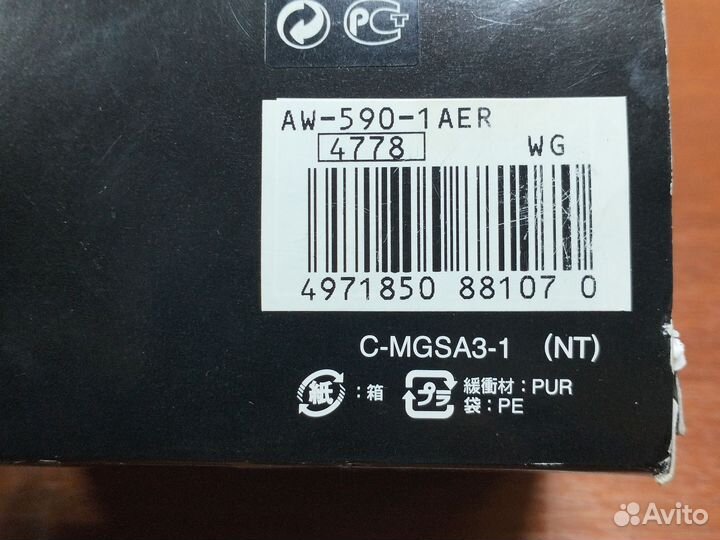 РСТ
AW-590-1AER
4778 WG
4971850 88107 0
C-MGSA3-1 (NT)
紙 :箱
プラ 緩衝材:PUR
袋:PE
Avito